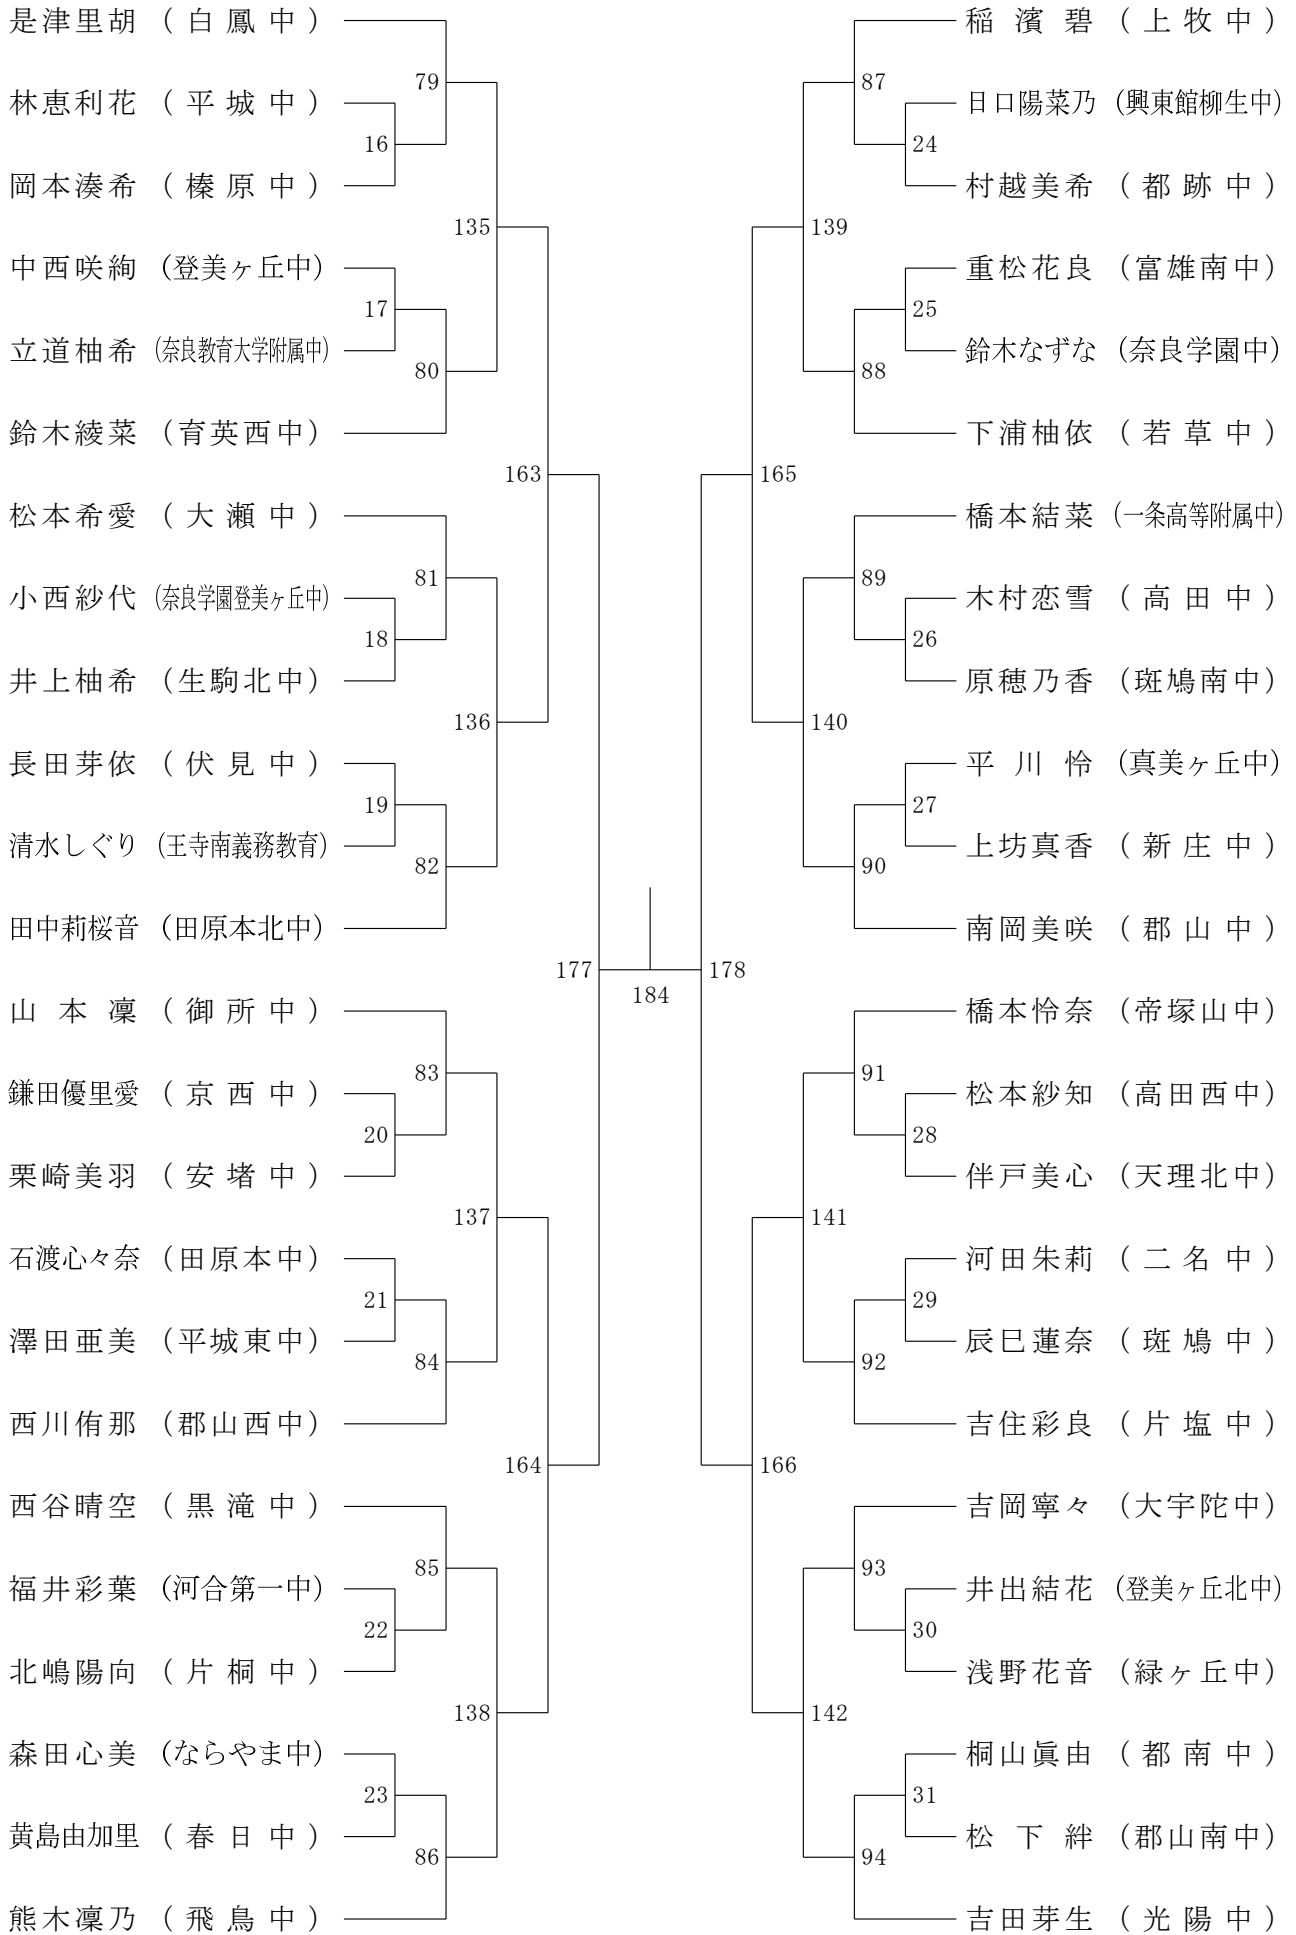 是津里胡 （白鳳中）
79
林恵利花 （平城中）
16
岡本湊希 （榛原中）
135
中西咲絢 （登美ヶ丘中）
17
立道柚希 （奈良教育大学附属中）
80
鈴木綾菜 （育英西中）
163
松本希愛 （大瀬中）
81
小西紗代 （奈良学園登美ヶ丘中）
18
井上柚希 （生駒北中）
136
長田芽依 （伏見中）
19
清水しぐり （王寺南義務教育）
82
田中莉桜音 （田原本北中）
177
184
山本凜 （御所中）
83
鎌田優里愛 （京西中）
20
栗崎美羽 （安堵中）
137
石渡心々奈 （田原本中）
21
澤田亜美 （平城東中）
84
西川侑那 （郡山西中）
164
西谷晴空 （黒滝中）
85
福井彩葉 （河合第一中）
22
北嶋陽向 （片桐中）
138
森田心美 （ならやま中）
23
黄島由加里 （春日中）
86
熊木凜乃 （飛鳥中）
稲濱碧 （上牧中）
87
日口陽菜乃 （興東館柳生中）
24
村越美希 （都跡中）
139
重松花良 （富雄南中）
25
鈴木なずな （奈良学園中）
88
下浦柚依 （若草中）
165
橋本結菜 （一条高等附属中）
89
木村恋雪 （高田中）
26
原穂乃香 （斑鳩南中）
140
平川怜 （真美ヶ丘中）
27
上坊真香 （新庄中）
90
南岡美咲 （郡山中）
178
橋本怜奈 （帝塚山中）
91
松本紗知 （高田西中）
28
伴戸美心 （天理北中）
141
河田朱莉 （二名中）
29
辰巳蓮奈 （斑鳩中）
92
吉住彩良 （片塩中）
166
吉岡寧々 （大宇陀中）
93
井出結花 （登美ヶ丘北中）
30
浅野花音 （緑ヶ丘中）
142
桐山眞由 （都南中）
31
松下絆 （郡山南中）
94
吉田芽生 （光陽中）